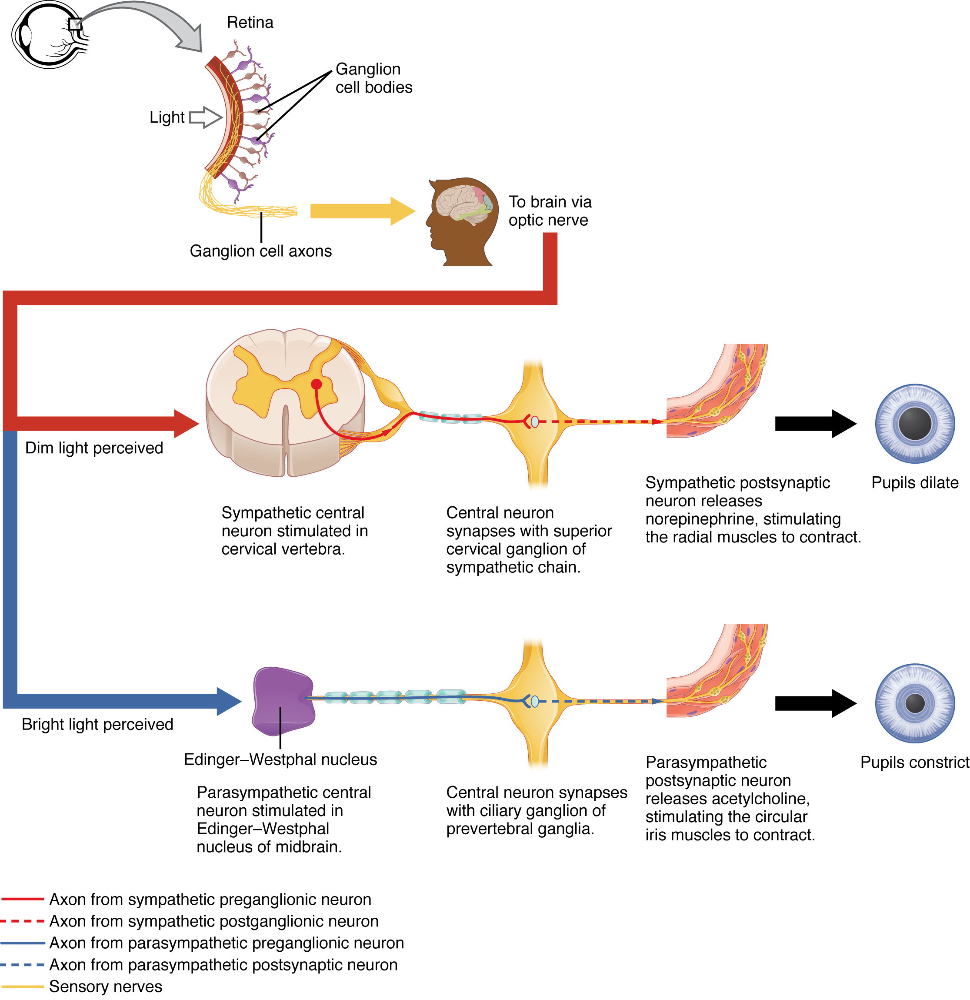 Retina
Ganglion
cell bodies
Light
To brain via
optic nerve
Ganglion cell axons
Dim light perceived
Sympathetic central
neuron stimulated in
cervical vertebra.
Central neuron
synapses with superior
cervical ganglion of
sympathetic chain.
Sympathetic postsynaptic
neuron releases
norepinephrine, stimulating
the radial muscles to contract.
Pupils dilate
Bright light perceived
Edinger–Westphal nucleus
Parasympathetic central
neuron stimulated in
Edinger–Westphal
nucleus of midbrain.
Central neuron synapses
with ciliary ganglion of
prevertebral ganglia.
Parasympathetic
postsynaptic neuron
releases acetylcholine,
stimulating the circular
iris muscles to contract.
Pupils constrict
Axon from sympathetic preganglionic neuron
Axon from sympathetic postganglionic neuron
Axon from parasympathetic preganglionic neuron
Axon from parasympathetic postsynaptic neuron
Sensory nerves